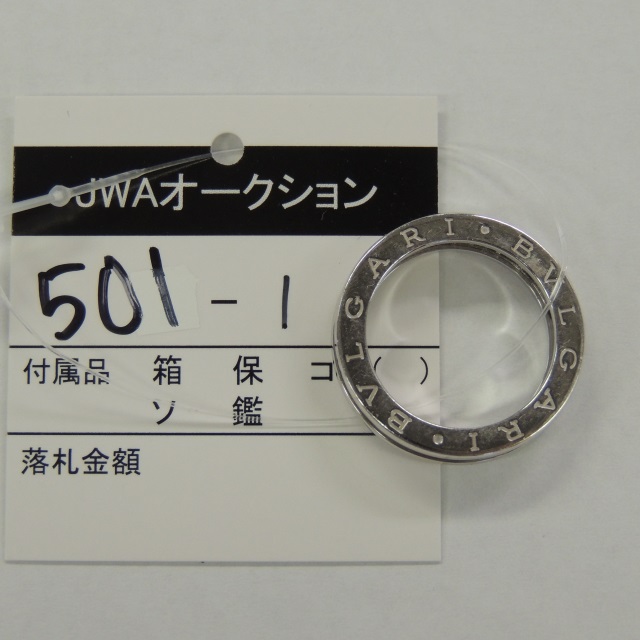 JWAオークション
501 - 1
付属品 箱 保 コ ( )
ソ 鑑
落札金額
BVLGARI • BVLGARI •